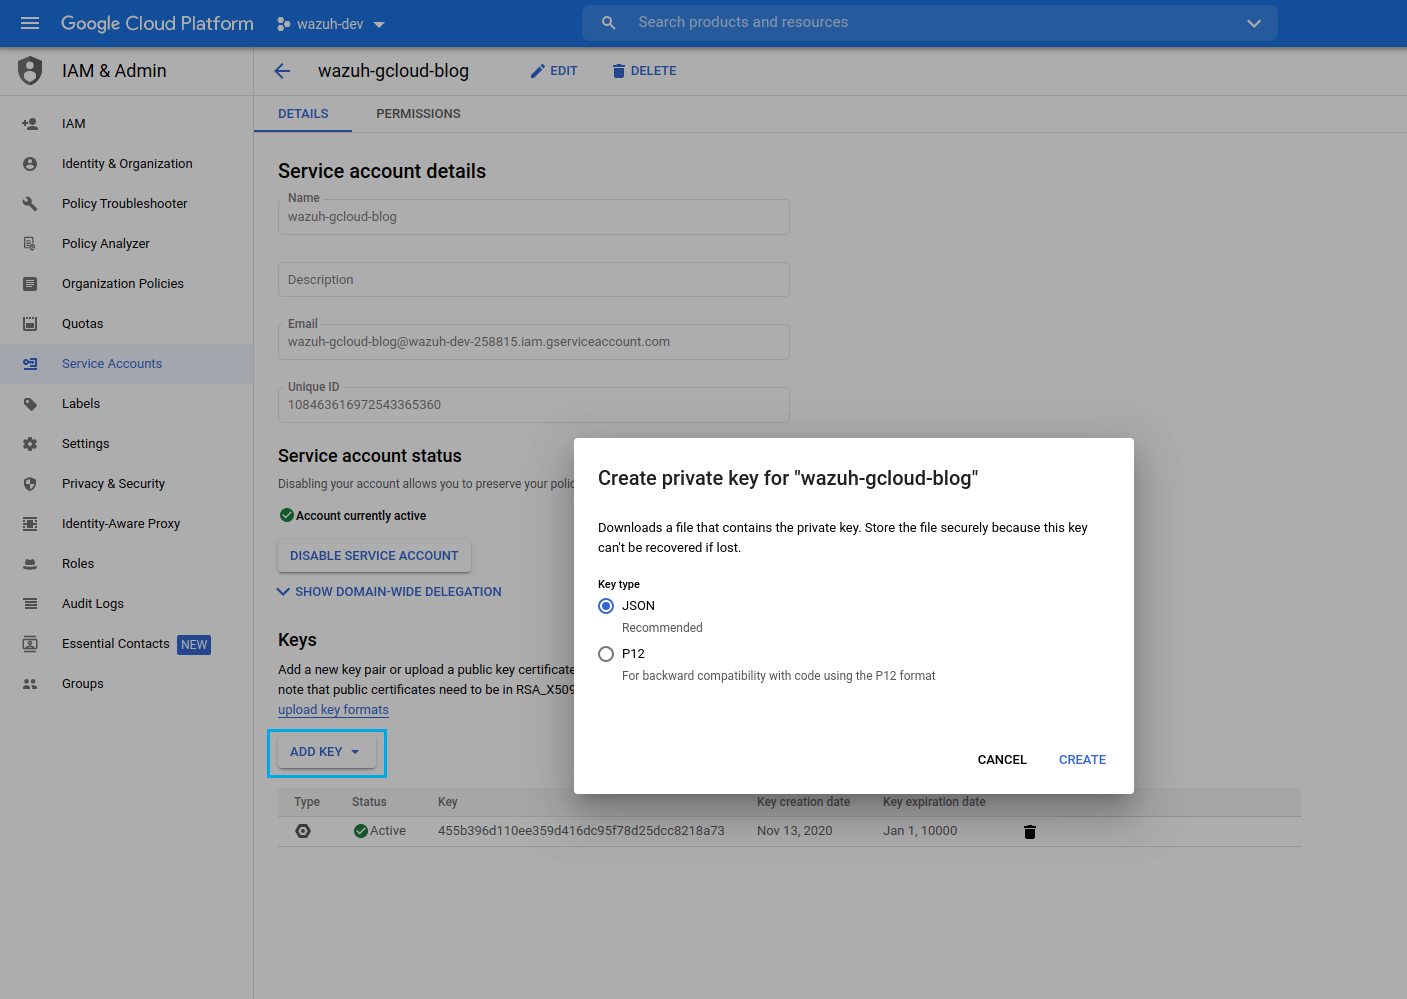 Google Cloud Platform
wazuh-dev
Search products and resources
IAM & Admin
wazuh-gcloud-blog
EDIT
DELETE
DETAILS
PERMISSIONS
IAM
Identity & Organization
Policy Troubleshooter
Policy Analyzer
Organization Policies
Quotas
Service Accounts
Labels
Settings
Privacy & Security
Identity-Aware Proxy
Roles
Audit Logs
Essential Contacts NEW
Groups
Service account details
Name
wazuh-gcloud-blog
Description
Email
wazuh-gcloud-blog@wazuh-dev-258815.iam.gserviceaccount.com
Unique ID
108463616972543365360
Service account status
Disabling your account allows you to preserve your polic
Account currently active
DISABLE SERVICE ACCOUNT
SHOW DOMAIN-WIDE DELEGATION
Keys
Add a new key pair or upload a public key certificate
note that public certificates need to be in RSA_X509
upload key formats
ADD KEY
Type Status Key Key creation date Key expiration date
Active 455b396d110ee359d416dc95f78d25dcc8218a73 Nov 13, 2020 Jan 1, 10000
Create private key for "wazuh-gcloud-blog"
Downloads a file that contains the private key. Store the file securely because this key
can't be recovered if lost.
Key type
JSON
Recommended
P12
For backward compatibility with code using the P12 format
CANCEL
CREATE